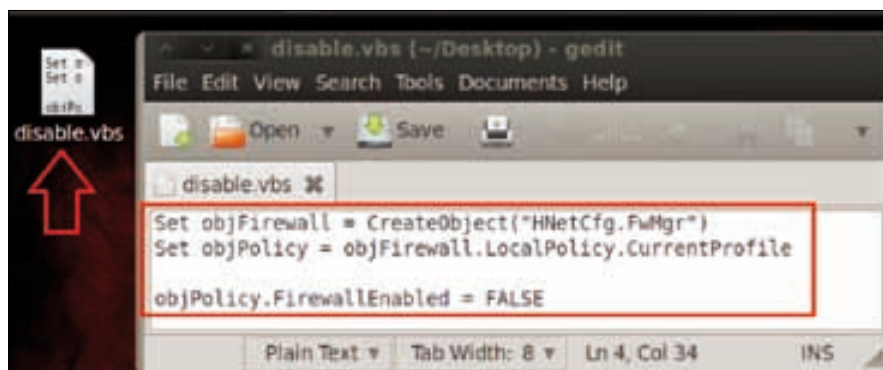 disable.vbs (~/Desktop) - gedit
File Edit View Search Tools Documents Help
Open Save
disable.vbs
Set objFirewall = CreateObject("HNetCfg.FwMgr")
Set objPolicy = objFirewall.LocalPolicy.CurrentProfile
objPolicy.FirewallEnabled = FALSE
Plain Text Tab Width: 8 Ln 4, Col 34 INS
Set
Set
disable.vbs